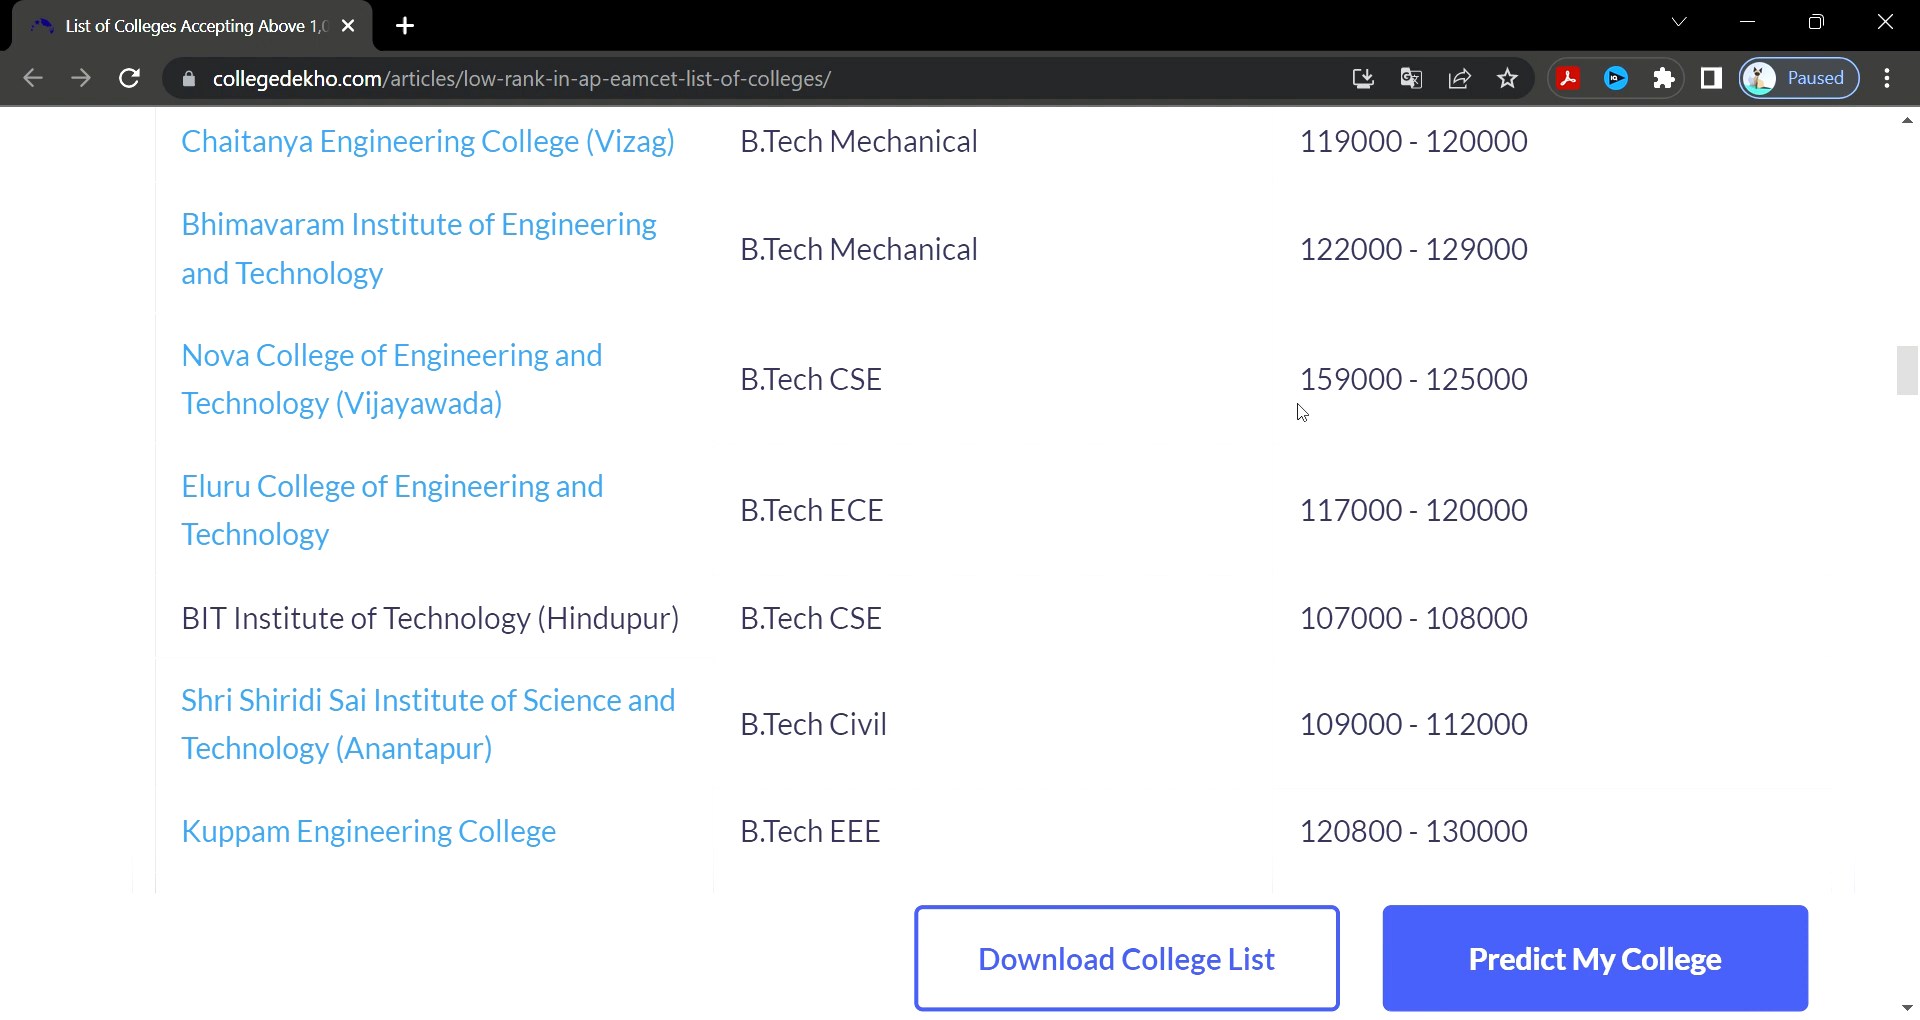 List of Colleges Accepting Above 1,0
collegedekho.com/articles/low-rank-in-ap-eamcet-list-of-colleges/
Paused
Chaitanya Engineering College (Vizag) B.Tech Mechanical 119000 - 120000
Bhimavaram Institute of Engineering
and Technology B.Tech Mechanical 122000 - 129000
Nova College of Engineering and
Technology (Vijayawada) B.Tech CSE 159000 - 125000
Eluru College of Engineering and
Technology B.Tech ECE 117000 - 120000
BIT Institute of Technology (Hindupur) B.Tech CSE 107000 - 108000
Shri Shiridi Sai Institute of Science and
Technology (Anantapur) B.Tech Civil 109000 - 112000
Kuppam Engineering College B.Tech EEE 120800 - 130000
Download College List Predict My College